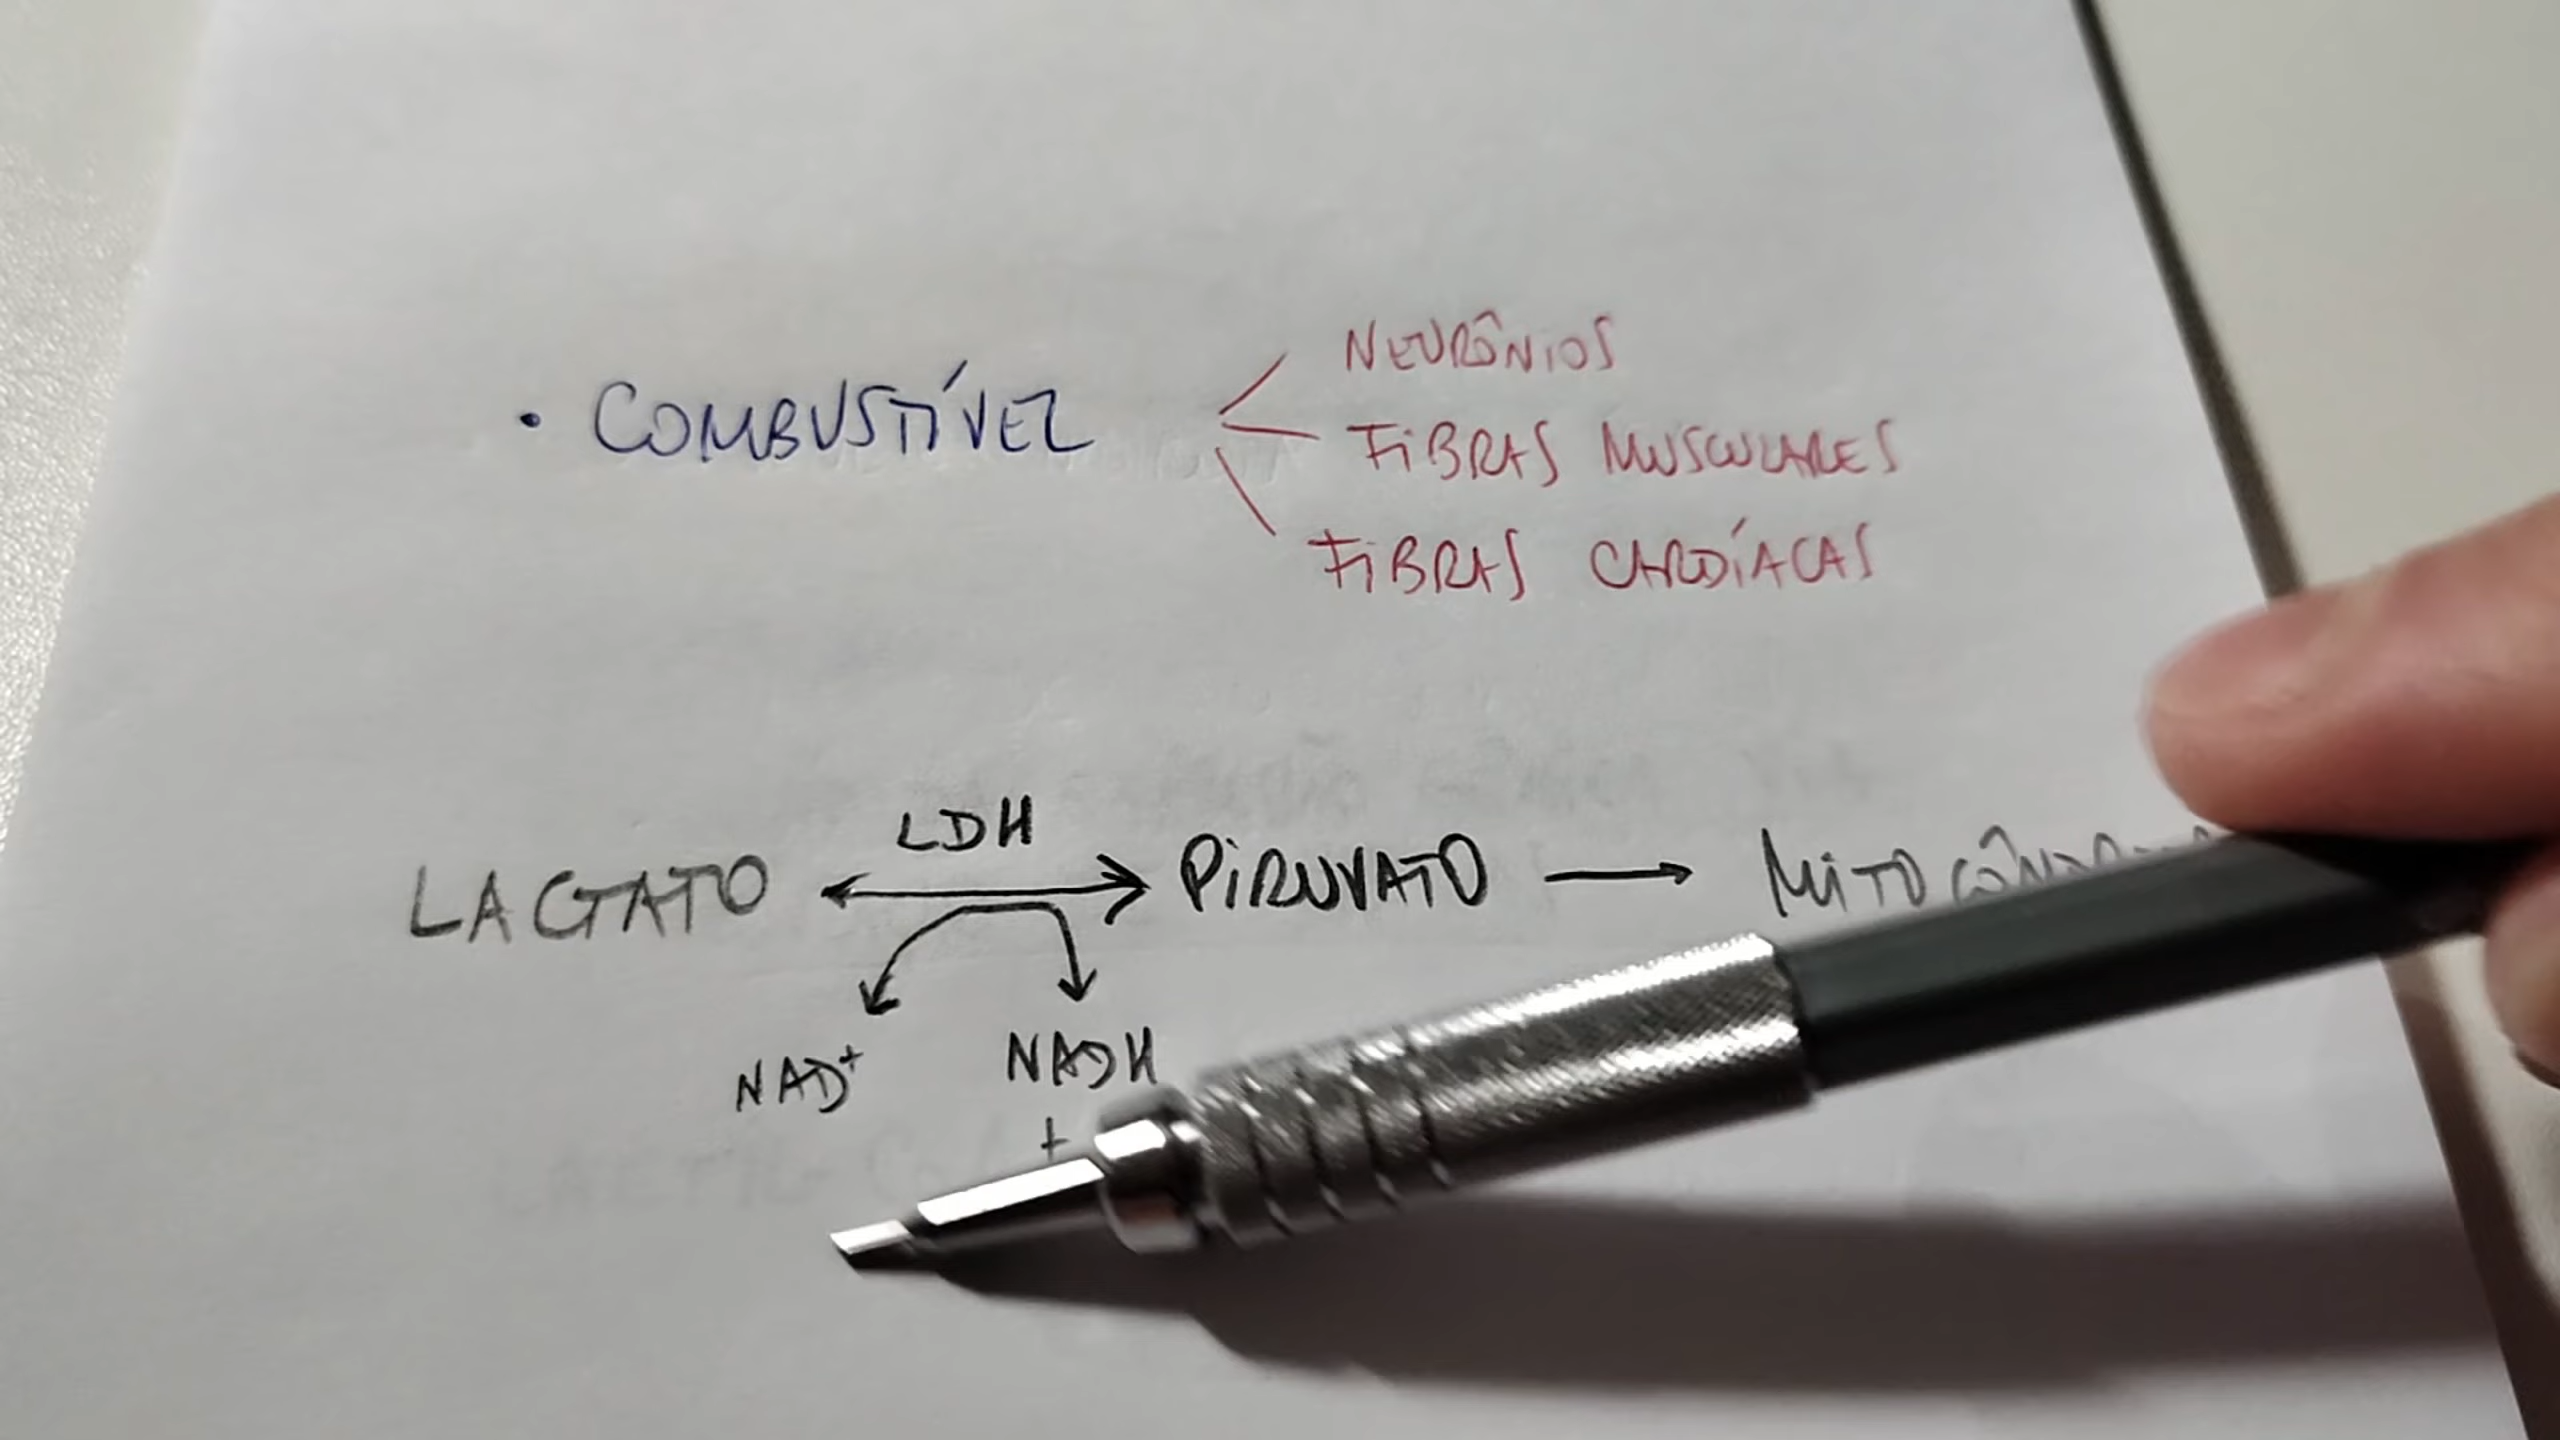 • COMBUSTÍVEL
NEURÔNIOS
FIBRAS MUSCULARES
FIBRAS CARDÍACAS
LDH
LACTATO PIRUVATO
NAD+ NADH
+